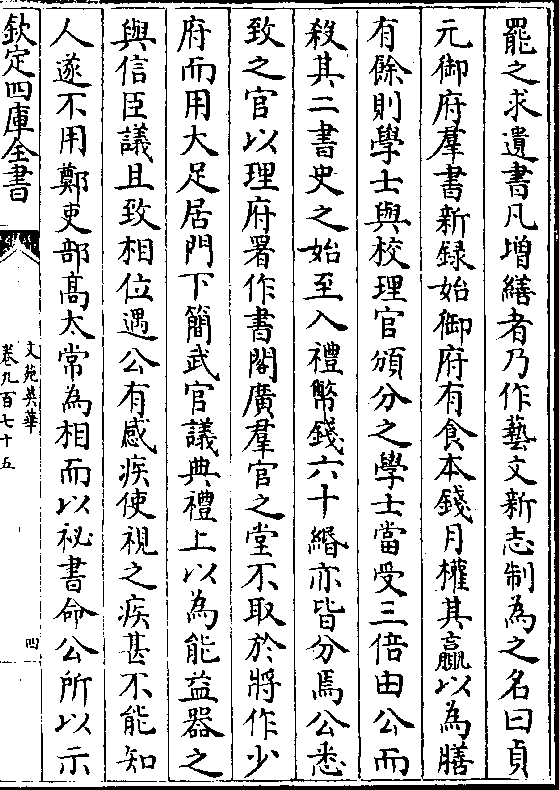 罷之求遺書凡增繕者乃作藝文新志制為之名曰貞
元御府羣書新録始御府有食本錢月權其贏以為膳
有餘則學士與校理官頒分之學士當受三倍由公而
殺其二書史之始至入禮幣錢六十緡亦皆分焉公悉
致之官以理府署作書閣廣羣官之堂不取於將作少
府而用大足居門下簡武官議典禮上以為能益器之
與信臣議且致相位遇公有感疾使視之疾甚不能知
人遂不用鄭吏部髙太常為相而以祕書命公所以示
欽定四庫全書
文苑英華
卷九百七十五
四